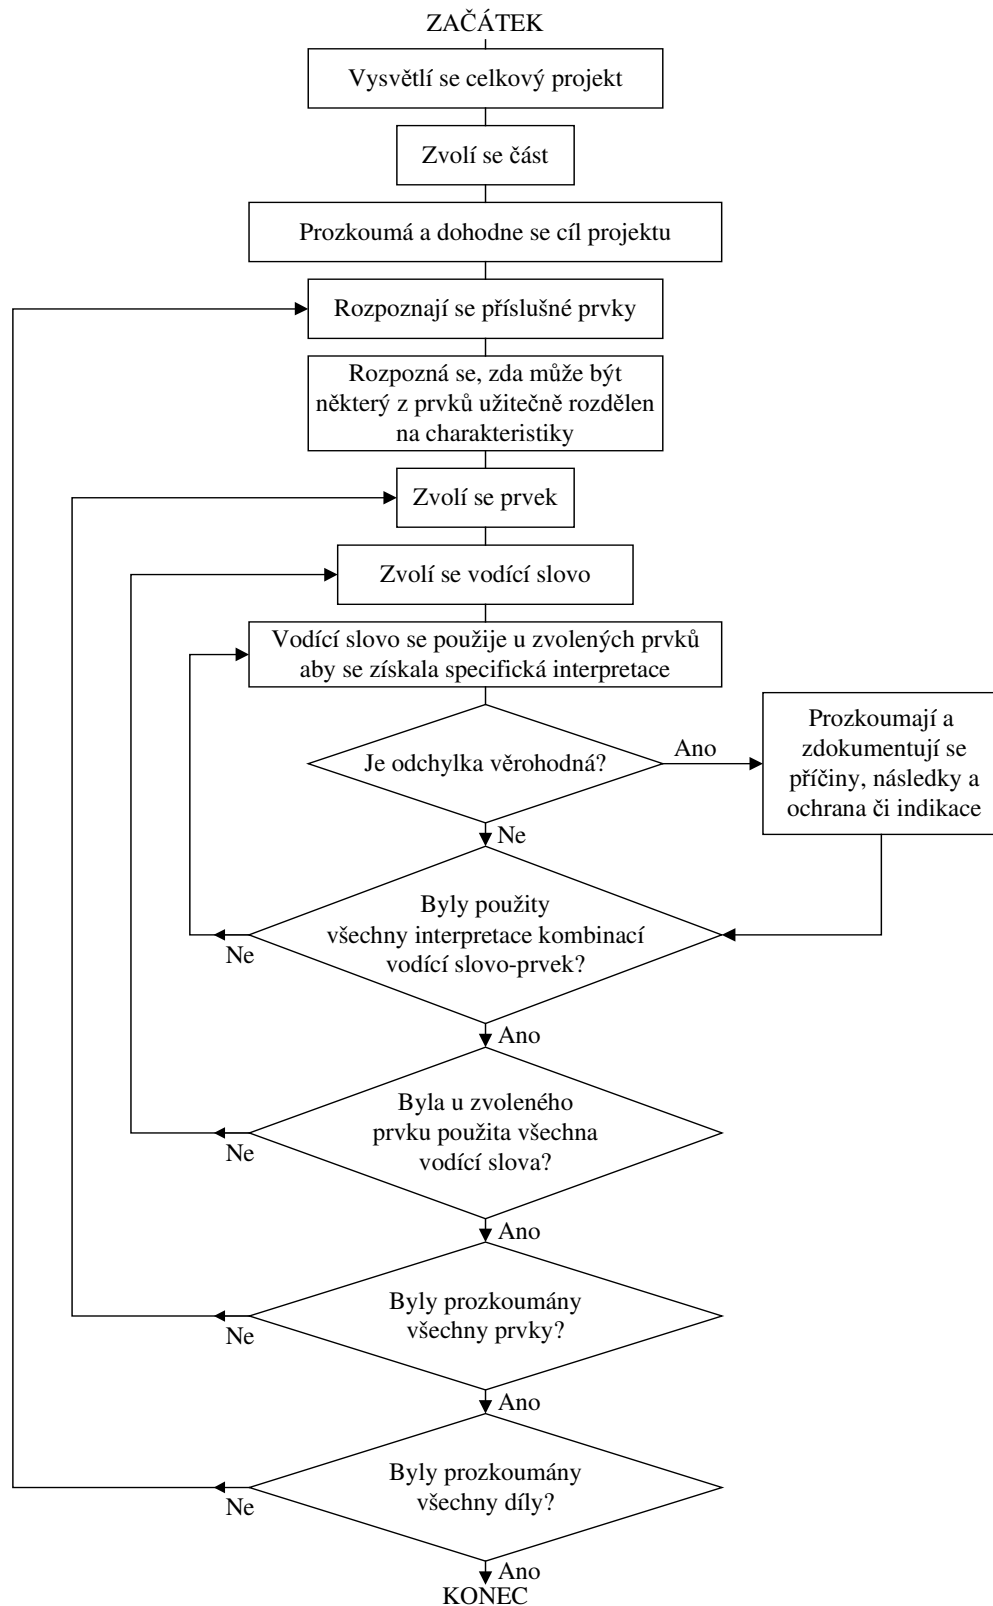 ZAČÁTEK
Vysvětlí se celkový projekt
Zvolí se část
Prozkoumá a dohodne se cíl projektu
Rozpoznají se příslušné prvky
Rozpozná se, zda může být
některý z prvků užitečně rozdělen
na charakteristiky
Zvolí se prvek
Zvolí se vodící slovo
Vodící slovo se použije u zvolených prvků
aby se získala specifická interpretace
Je odchylka věrohodná?
Ano
Prozkoumají a
zdokumentují se
příčiny, následky a
ochrana či indikace
Ne
Byly použity
všechny interpretace kombinací
vodící slovo-prvek?
Ne
Ano
Byla u zvoleného
prvku použita všechna
vodící slova?
Ne
Ano
Byly prozkoumány
všechny prvky?
Ne
Ano
Byly prozkoumány
všechny díly?
Ne
Ano
KONEC